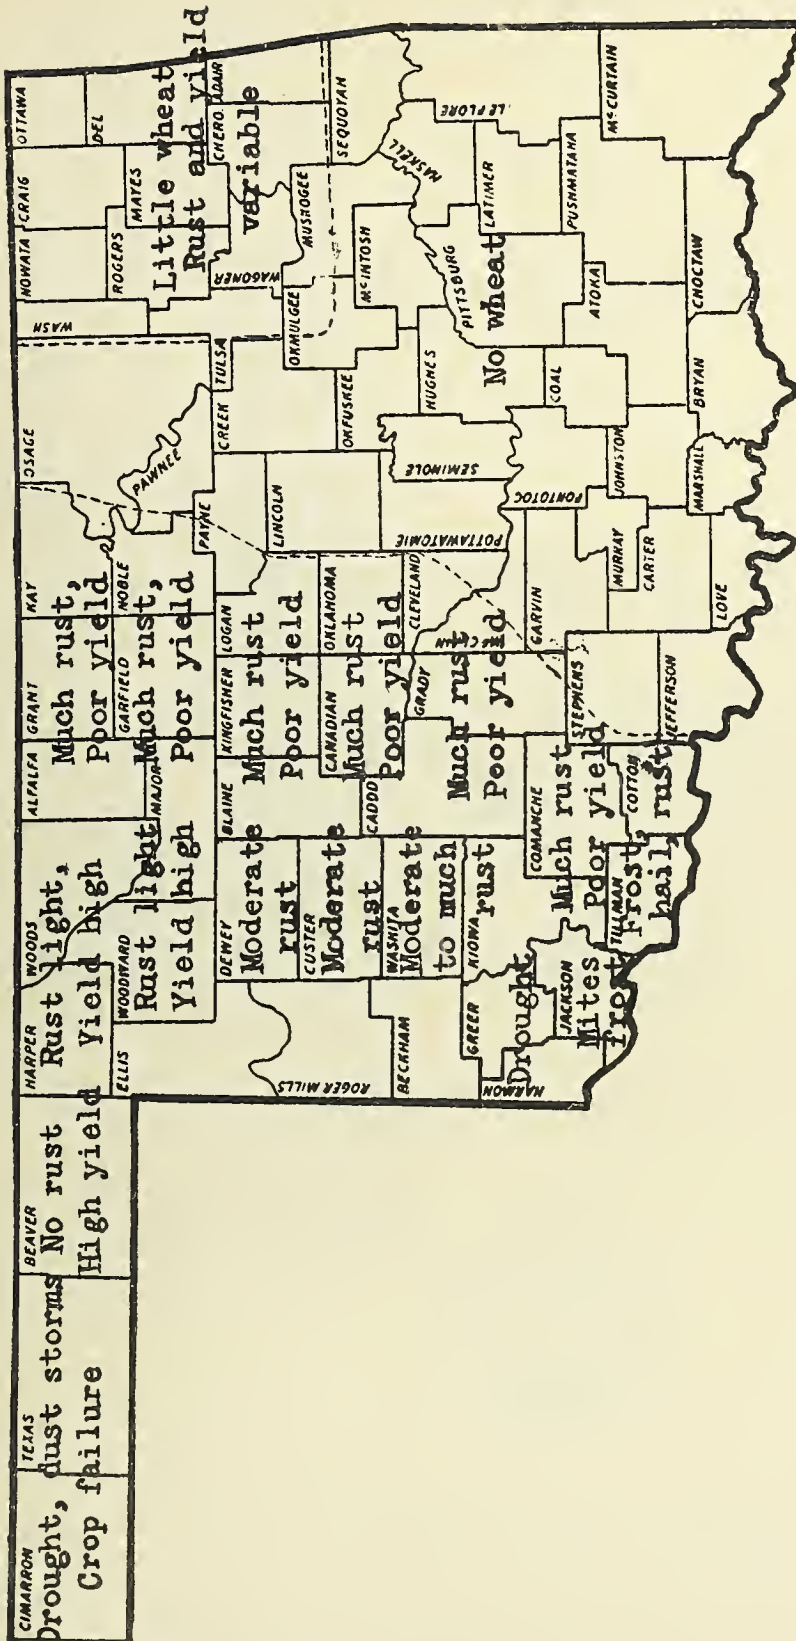 CIMARRON
TEXAS
BEAVER
HARPER
WOODS
ALFALFA
GRANT
KAY
OSAGE
WASH
NOWATA
CRAIG
OTTAWA
Drought, dust storms
Crop failure
No rust
High yield
Rust light,
Yield high
Much rust,
Poor yield
ELLIS
WOODWARD
MAJOR
GARFIELD
NOBLE
PAWNEE
ROGERS
MAYES
DEL
Rust light
Yield high
Much rust,
Poor yield
Little wheat
Rust and yield
variable
DEWEY
BLAINE
KINGFISHER
LOGAN
PAYNE
CREEK
TULSA
WAGONER
CHERO.
ADAIR
Moderate
rust
Much rust
Poor yield
ROGER MILLS
CUSTER
CANADIAN
OKLAHOMA
LINCOLN
OKFUSKEE
OKMULGEE
MUSKOGEE
SEQUOYAH
Moderate
rust
Much rust
Poor yield
BECKHAM
WASHITA
CADDO
GRADY
CLEVELAND
POTTAWATOMIE
SEMINOLE
HUGHES
McINTOSH
HASKELL
Moderate
to much
rust
Much rust
Poor yield
HARMON
GREER
KIOWA
COMANCHE
GARVIN
PONTOTOC
PITTSBURG
LATIMER
LE FLORE
Drought
No wheat
JACKSON
TILLMAN
COTTON
STEPHENS
MURRAY
CARTER
JOHNSTON
COAL
ATOKA
PUSHMATAHA
McCURTAIN
Mites
frost
Much rust
Poor yield
Frost,
hail, rust
JEFFERSON
LOVE
MARSHALL
BRYAN
CHOCTAW